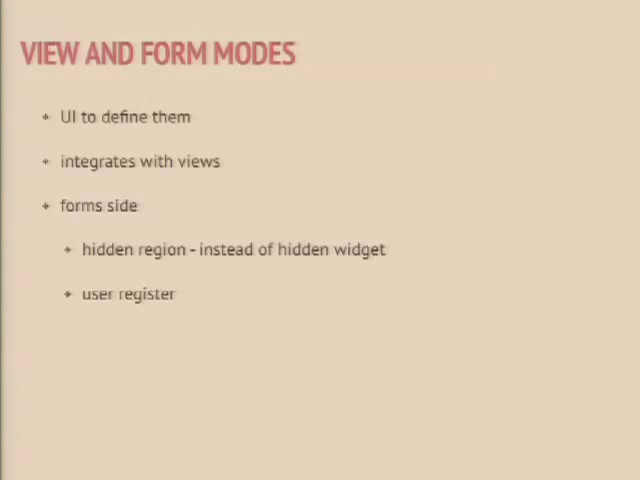 VIEW AND FORM MODES
UI to define them
integrates with views
forms side
hidden region - instead of hidden widget
user register